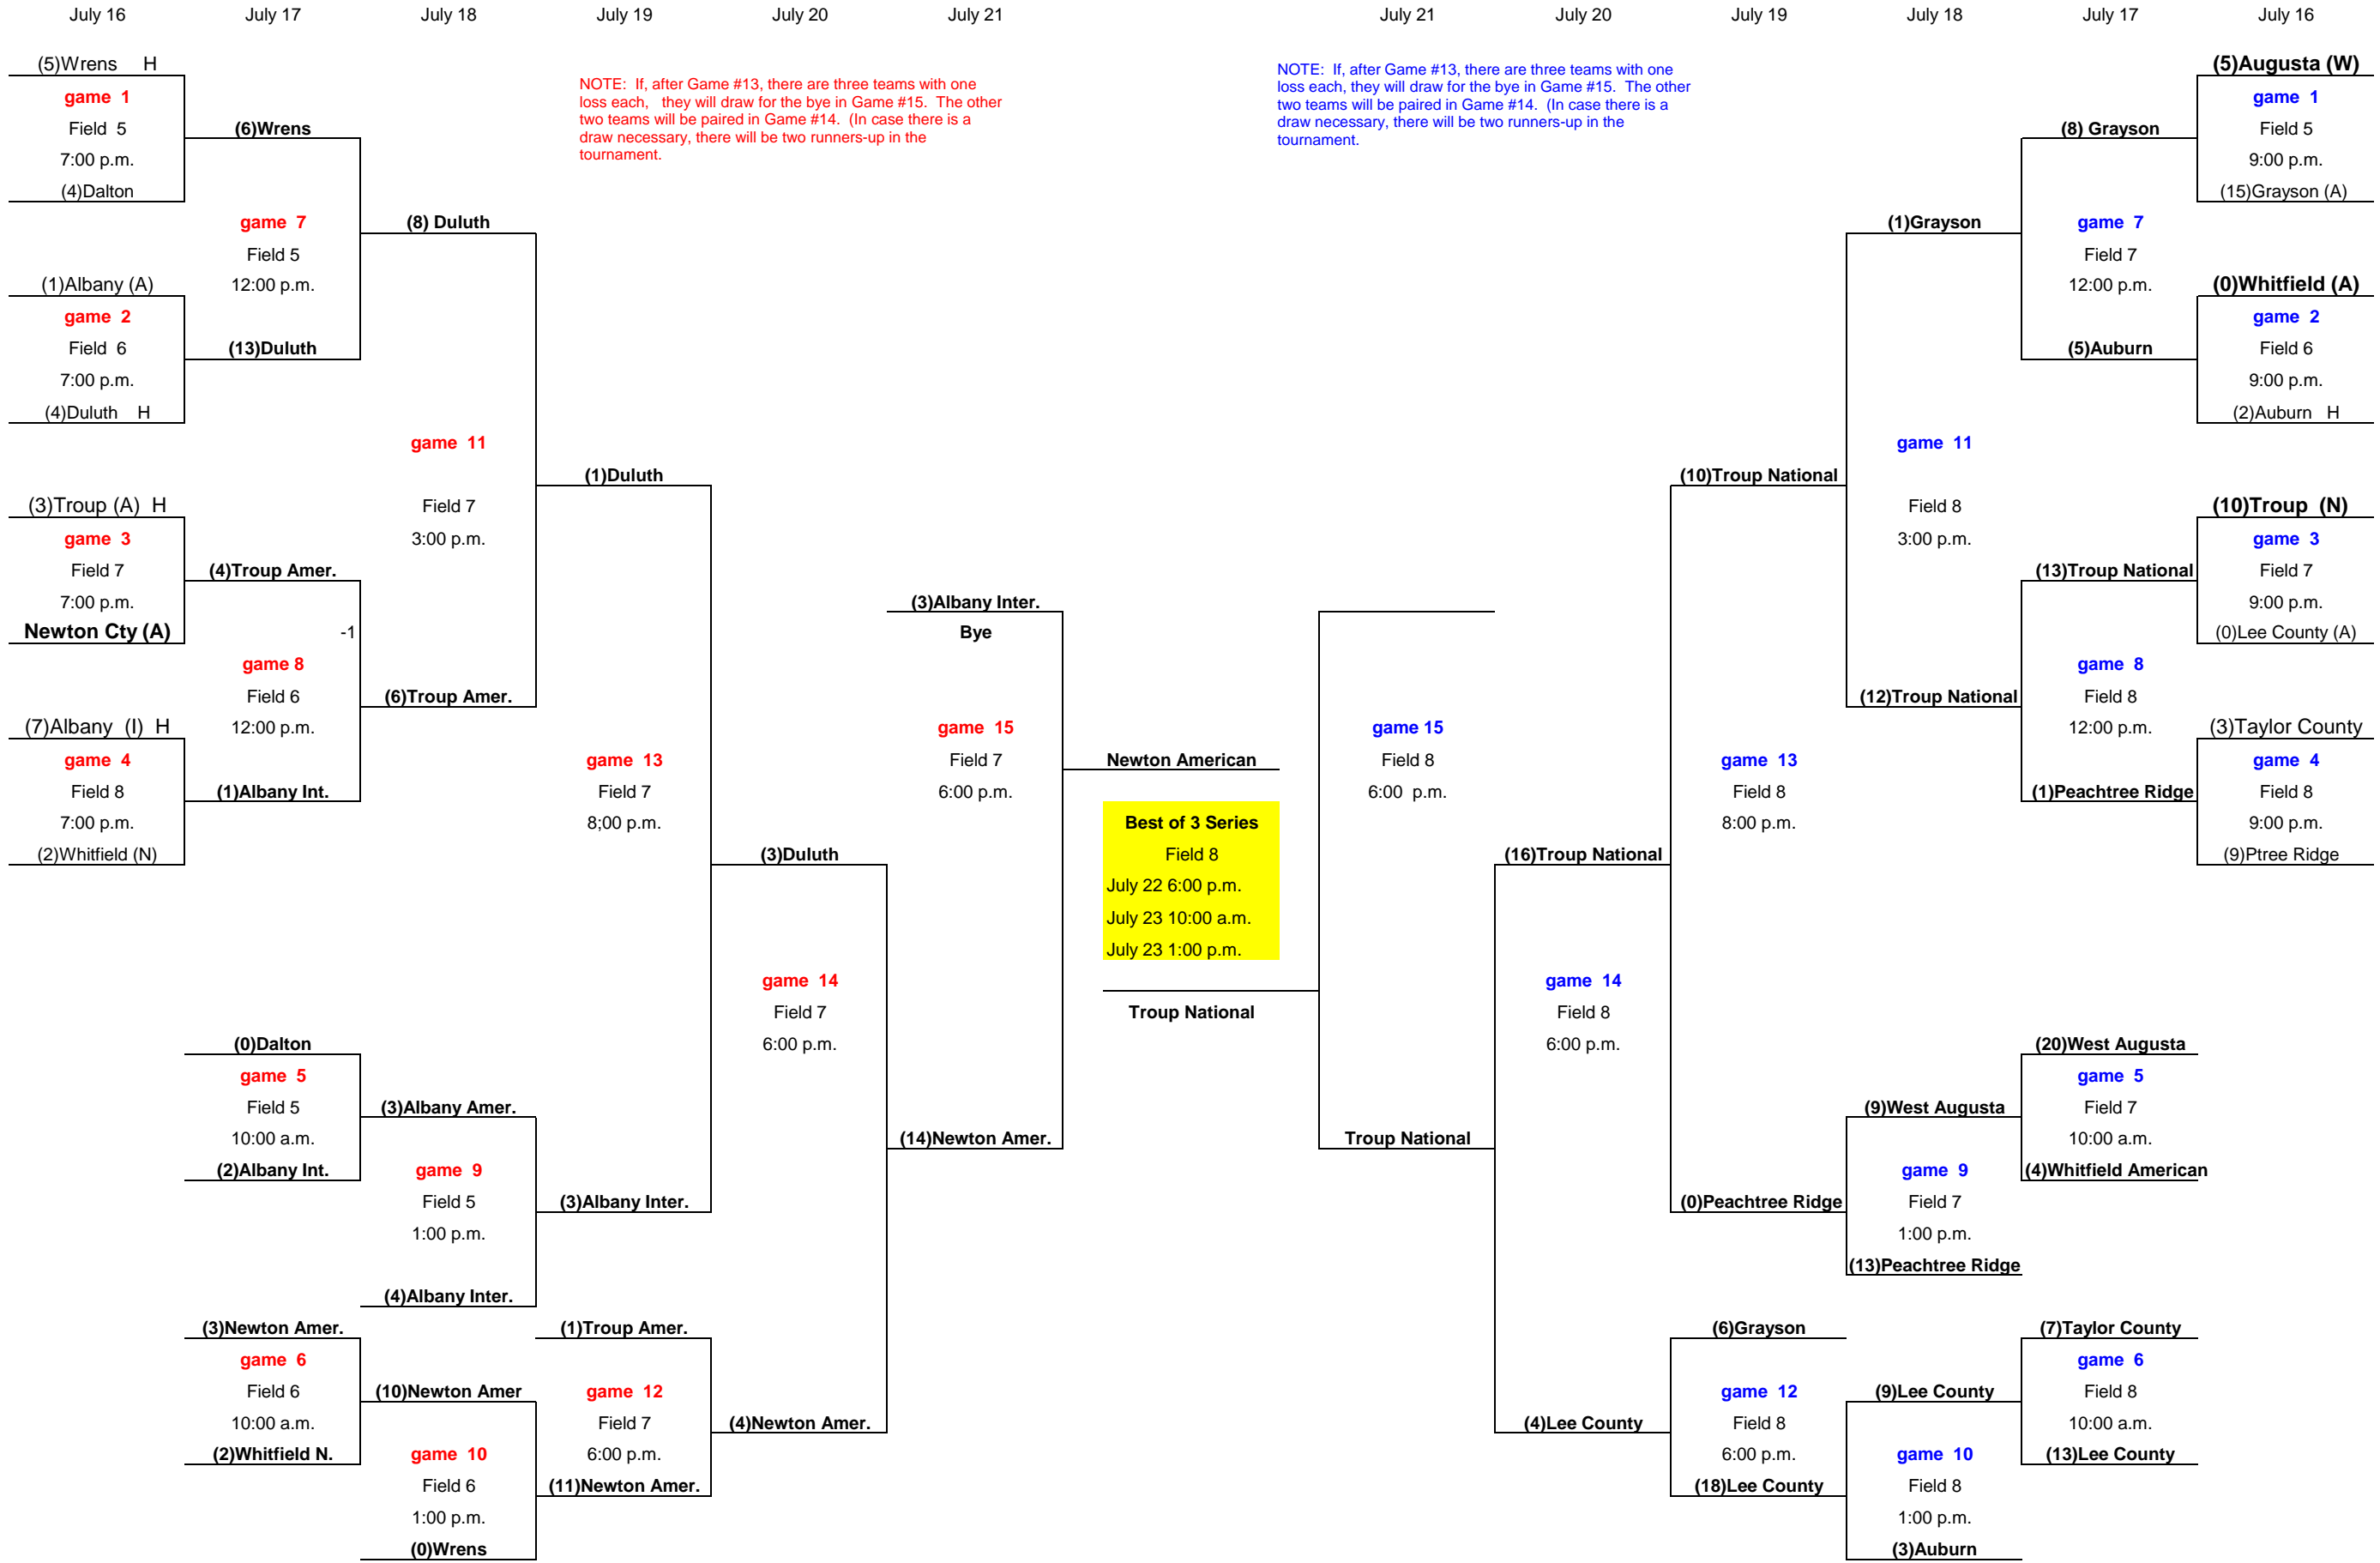 July 16 July 17 July 18 July 19 July 20 July 21 July 21 July 20 July 19 July 18 July 17 July 16
NOTE: If, after Game #13, there are three teams with one
loss each, they will draw for the bye in Game #15. The other
two teams will be paired in Game #14. (In case there is a
draw necessary, there will be two runners-up in the
tournament.
NOTE: If, after Game #13, there are three teams with one
loss each, they will draw for the bye in Game #15. The other
two teams will be paired in Game #14. (In case there is a
draw necessary, there will be two runners-up in the
tournament.
(5)Wrens H
game 1
Field 5
7:00 p.m.
(4)Dalton
(1)Albany (A)
game 2
Field 6
7:00 p.m.
(4)Duluth H
(3)Troup (A) H
game 3
Field 7
7:00 p.m.
Newton Cty (A)
(7)Albany (I) H
game 4
Field 8
7:00 p.m.
(2)Whitfield (N)
(6)Wrens
game 7
Field 5
12:00 p.m.
(13)Duluth
(4)Troup Amer.
-1
game 8
Field 6
12:00 p.m.
(1)Albany Int.
(0)Dalton
game 5
Field 5
10:00 a.m.
(2)Albany Int.
(3)Newton Amer.
game 6
Field 6
10:00 a.m.
(2)Whitfield N.
(8) Duluth
game 11
Field 7
3:00 p.m.
(6)Troup Amer.
(3)Albany Amer.
game 9
Field 5
1:00 p.m.
(4)Albany Inter.
(10)Newton Amer
game 10
Field 6
1:00 p.m.
(0)Wrens
(1)Duluth
game 13
Field 7
8;00 p.m.
(3)Albany Inter.
(1)Troup Amer.
game 12
Field 7
6:00 p.m.
(11)Newton Amer.
(3)Duluth
game 14
Field 7
6:00 p.m.
(4)Newton Amer.
(3)Albany Inter.
Bye
game 15
Field 7
6:00 p.m.
(14)Newton Amer.
Newton American
Best of 3 Series
Field 8
July 22 6:00 p.m.
July 23 10:00 a.m.
July 23 1:00 p.m.
Troup National
game 15
Field 8
6:00 p.m.
Troup National
(16)Troup National
game 14
Field 8
6:00 p.m.
(4)Lee County
(10)Troup National
game 13
Field 8
8:00 p.m.
(0)Peachtree Ridge
(6)Grayson
game 12
Field 8
6:00 p.m.
(18)Lee County
(1)Grayson
game 11
Field 8
3:00 p.m.
(12)Troup National
(9)West Augusta
game 9
Field 7
1:00 p.m.
(13)Peachtree Ridge
(9)Lee County
game 10
Field 8
1:00 p.m.
(3)Auburn
(8) Grayson
game 7
Field 7
12:00 p.m.
(5)Auburn
(13)Troup National
game 8
Field 8
12:00 p.m.
(1)Peachtree Ridge
(20)West Augusta
game 5
Field 7
10:00 a.m.
(4)Whitfield American
(7)Taylor County
game 6
Field 8
10:00 a.m.
(13)Lee County
(5)Augusta (W)
game 1
Field 5
9:00 p.m.
(15)Grayson (A)
(0)Whitfield (A)
game 2
Field 6
9:00 p.m.
(2)Auburn H
(10)Troup (N)
game 3
Field 7
9:00 p.m.
(0)Lee County (A)
(3)Taylor County
game 4
Field 8
9:00 p.m.
(9)Ptree Ridge